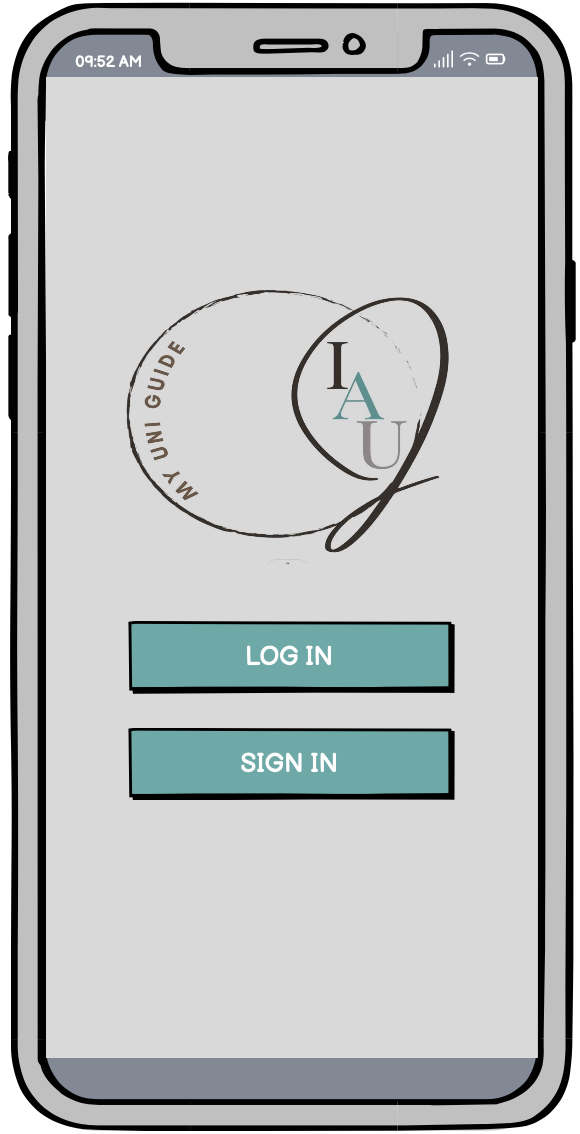 09:52 AM
MY UNI GUIDE
I
A
U
LOG IN
SIGN IN